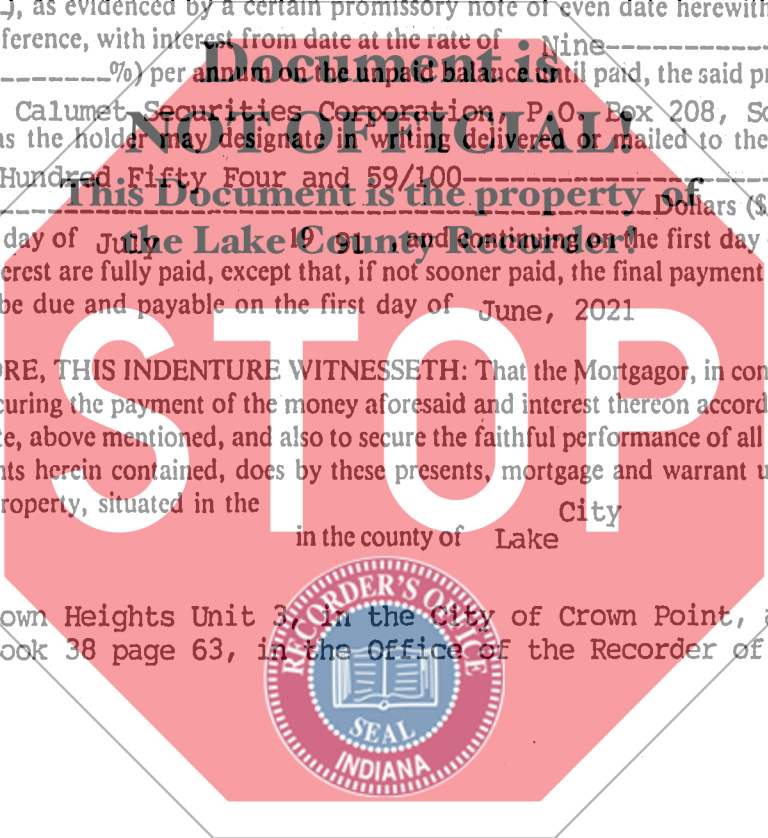 ), as evidenced by a certain promissory note of even date herewith
ference, with interest from date at the rate of Nine----------------
--------%) per annum on the unpaid balance until paid, the said pr
Document is
Calumet Securities Corporation, P.O. Box 208, Sc
NOT OFFICIAL!
as the holder may designate in writing delivered or mailed to the
Hundred Fifty Four and 59/100--------------------
This Document is the property of
Dollars ($
the Lake County Recorder!
day of July 19 91, and continuing on the first day
erest are fully paid, except that, if not sooner paid, the final payment
be due and payable on the first day of June, 2021
STOP
RE, THIS INDENTURE WITNESSETH: That the Mortgagor, in con
curing the payment of the money aforesaid and interest thereon accord
te, above mentioned, and also to secure the faithful performance of all
nts herein contained, does by these presents, mortgage and warrant u
roperty, situated in the City
in the county of Lake
own Heights Unit 3, in the City of Crown Point, a
ook 38 page 63, in the Office of the Recorder of
RECORDER'S OFFICE
SEAL
INDIANA